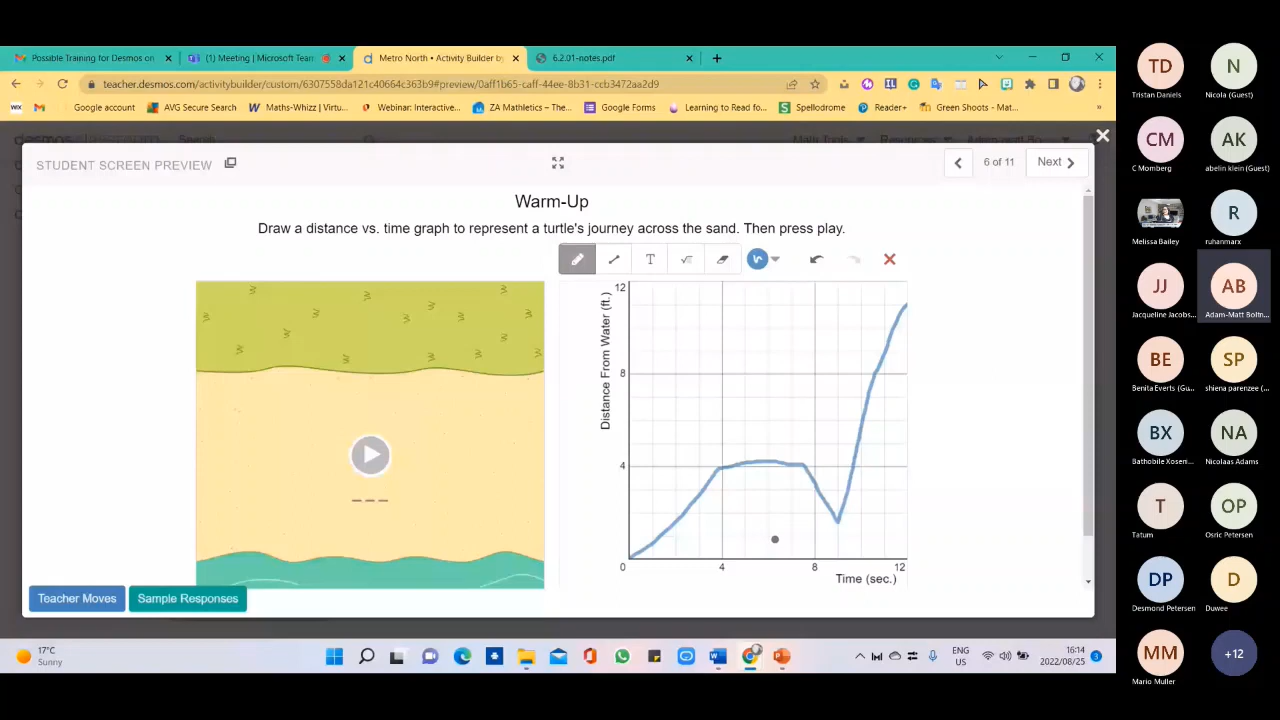 Possible Training for Desmos on
(1) Meeting | Microsoft Team
Metro North • Activity Builder by
6.2.01-notes.pdf
teacher.desmos.com/activitybuilder/custom/6307558da121c40664c363b9#preview/0aff1b65-caff-44ee-8b31-ccb3472aa2d9
WIX
Google account
AVG Secure Search
Maths-Whizz | Virtu...
Webinar: Interactive...
ZA Mathletics – The...
Google Forms
Learning to Read fo...
Spellodrome
Reader+
Green Shoots – Mat...
»
STUDENT SCREEN PREVIEW
6 of 11
Next
Warm-Up
Draw a distance vs. time graph to represent a turtle's journey across the sand. Then press play.
T
Distance From Water (ft.)
12
8
4
0
4
8
12
Time (sec.)
Teacher Moves
Sample Responses
17°C
Sunny
ENG
US
16:14
2022/08/25
3
TD
Tristan Daniels
N
Nicola (Guest)
CM
C Momberg
AK
abelin klein (Guest)
Melissa Bailey
R
ruhanmarx
JJ
Jacqueline Jacobs...
AB
Adam-Matt Boltn...
BE
Benita Everts (Gu...
SP
shiena parenzee (...
BX
Bathobile Xosem...
NA
Nicolaas Adams
T
Tatum
OP
Osric Petersen
DP
Desmond Petersen
D
Duwee
MM
Mario Muller
+12